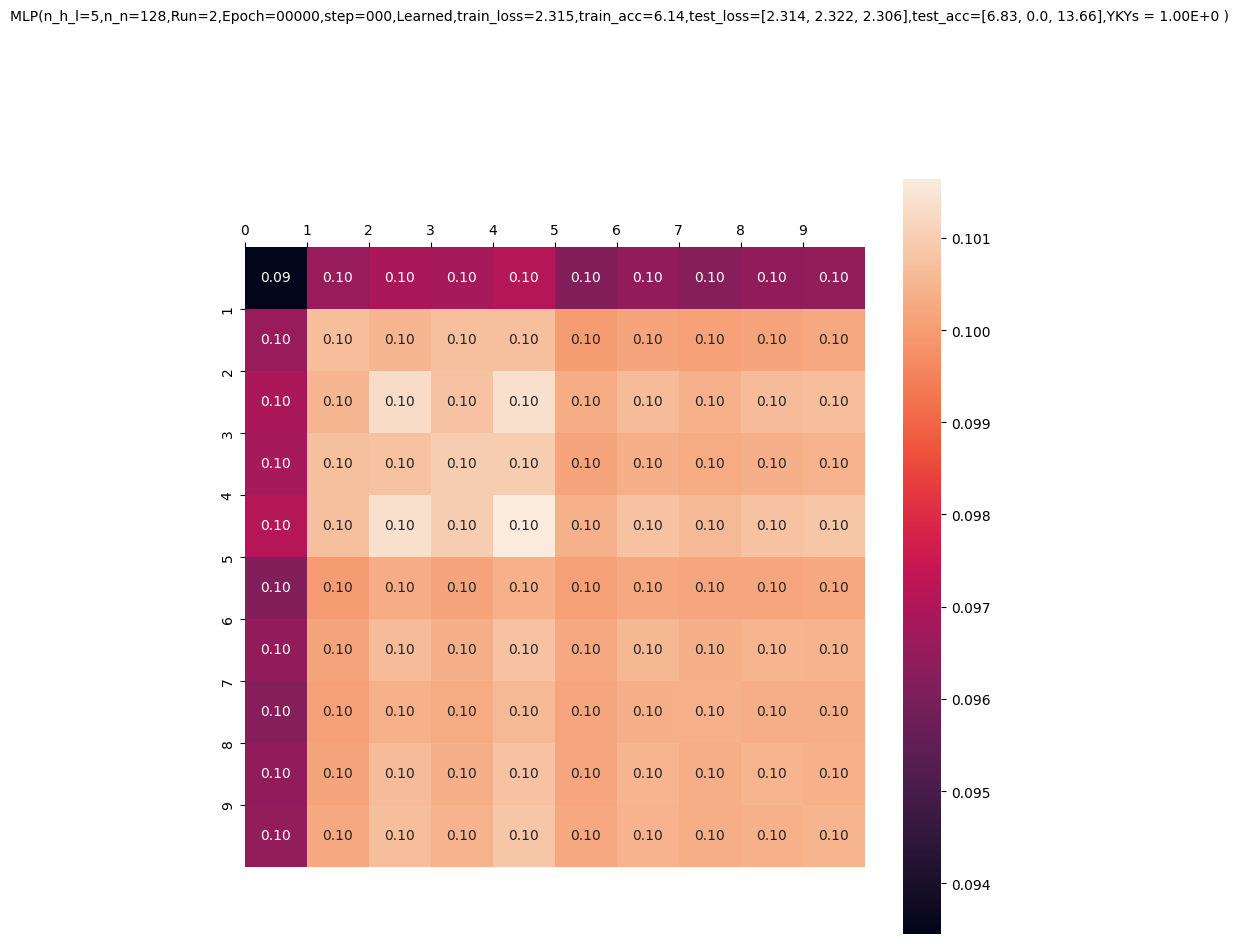 MLP(n_h_l=5,n_n=128,Run=2,Epoch=00000,step=000,Learned,train_loss=2.315,train_acc=6.14,test_loss=[2.314, 2.322, 2.306],test_acc=[6.83, 0.0, 13.66],YKYs = 1.00E+0 )
0 1 2 3 4 5 6 7 8 9
0.09 0.10 0.10 0.10 0.10 0.10 0.10 0.10 0.10 0.10
1
0.10 0.10 0.10 0.10 0.10 0.10 0.10 0.10 0.10 0.10
2
0.10 0.10 0.10 0.10 0.10 0.10 0.10 0.10 0.10 0.10
3
0.10 0.10 0.10 0.10 0.10 0.10 0.10 0.10 0.10 0.10
4
0.10 0.10 0.10 0.10 0.10 0.10 0.10 0.10 0.10 0.10
5
0.10 0.10 0.10 0.10 0.10 0.10 0.10 0.10 0.10 0.10
6
0.10 0.10 0.10 0.10 0.10 0.10 0.10 0.10 0.10 0.10
7
0.10 0.10 0.10 0.10 0.10 0.10 0.10 0.10 0.10 0.10
8
0.10 0.10 0.10 0.10 0.10 0.10 0.10 0.10 0.10 0.10
9
0.10 0.10 0.10 0.10 0.10 0.10 0.10 0.10 0.10 0.10
0.101
0.100
0.099
0.098
0.097
0.096
0.095
0.094